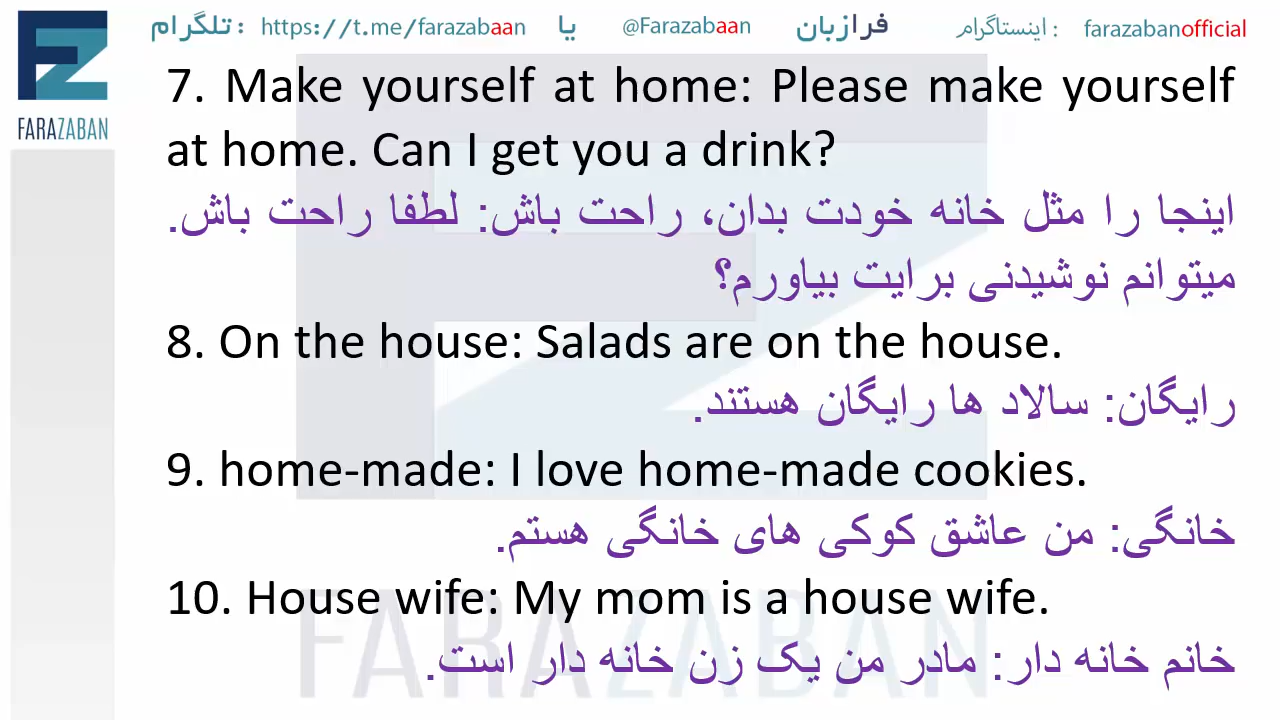 تلگرام : https://t.me/farazabaan یا @Farazabaan فرازبان اینستاگرام : farazabanofficial
FZ
FARAZABAN
7. Make yourself at home: Please make yourself
at home. Can I get you a drink?
اینجا را مثل خانه خودت بدان، راحت باش: لطفا راحت باش.
میتوانم نوشیدنی برایت بیاورم؟
8. On the house: Salads are on the house.
رایگان: سالاد ها رایگان هستند.
9. home-made: I love home-made cookies.
خانگی: من عاشق کوکی های خانگی هستم.
10. House wife: My mom is a house wife.
خانم خانه دار: مادر من یک زن خانه دار است.
FARAZABAN